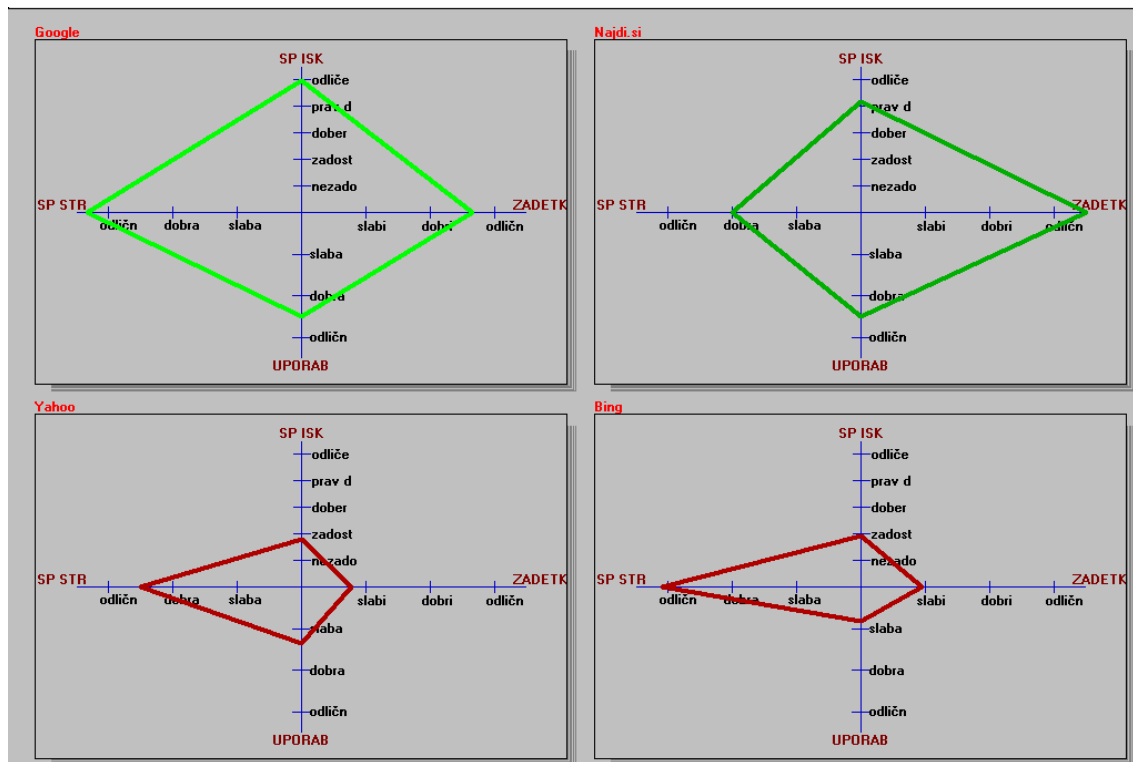 Google
SP ISK
odliče
prav d
dober
zadost
nezado
SP STR
ZADETK
odličn
dobra
slaba
slabi
dobri
odličn
slaba
dobra
odličn
UPORAB
Najdi.si
SP ISK
odliče
prav d
dober
zadost
nezado
SP STR
ZADETK
odličn
dobra
slaba
slabi
dobri
odličn
slaba
dobra
odličn
UPORAB
Yahoo
SP ISK
odliče
prav d
dober
zadost
nezado
SP STR
ZADETK
odličn
dobra
slaba
slabi
dobri
odličn
slaba
dobra
odličn
UPORAB
Bing
SP ISK
odliče
prav d
dober
zadost
nezado
SP STR
ZADETK
odličn
dobra
slaba
slabi
dobri
odličn
slaba
dobra
odličn
UPORAB